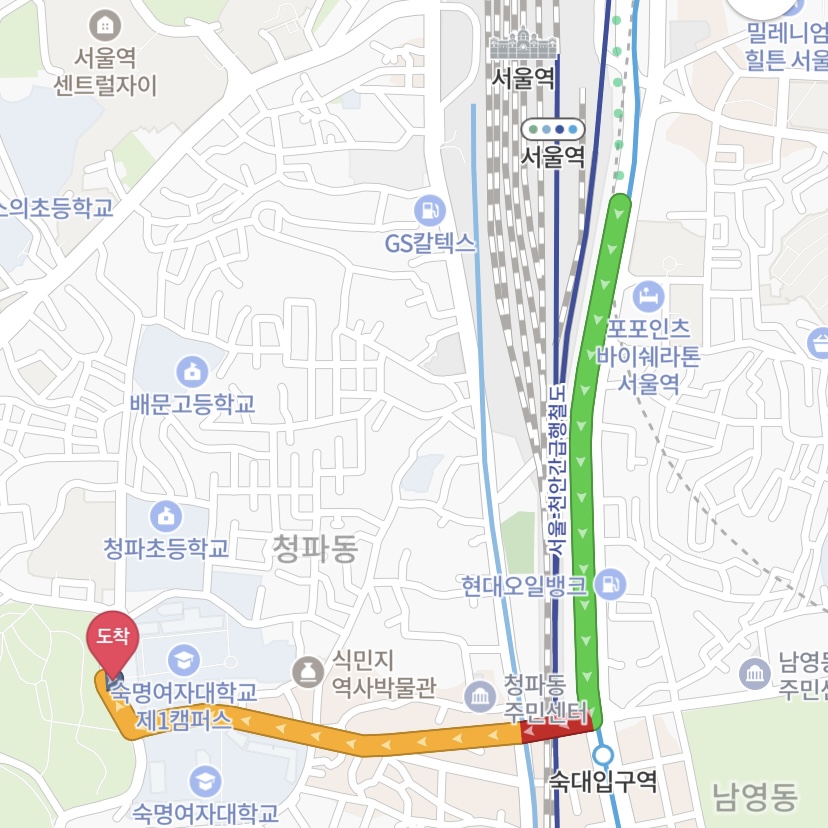 밀레니엄
힐튼 서울
서울역
센트럴자이
서울역
서울역
스의초등학교
GS칼텍스
포포인츠
바이쉐라톤
서울역
배문고등학교
서울-천안간급행철도
청파초등학교
청파동
현대오일뱅크
도착
숙명여자대학교
제1캠퍼스
식민지
역사박물관
청파동
주민센터
남영동
주민센
숙대입구역
숙명여자대학교
남영동